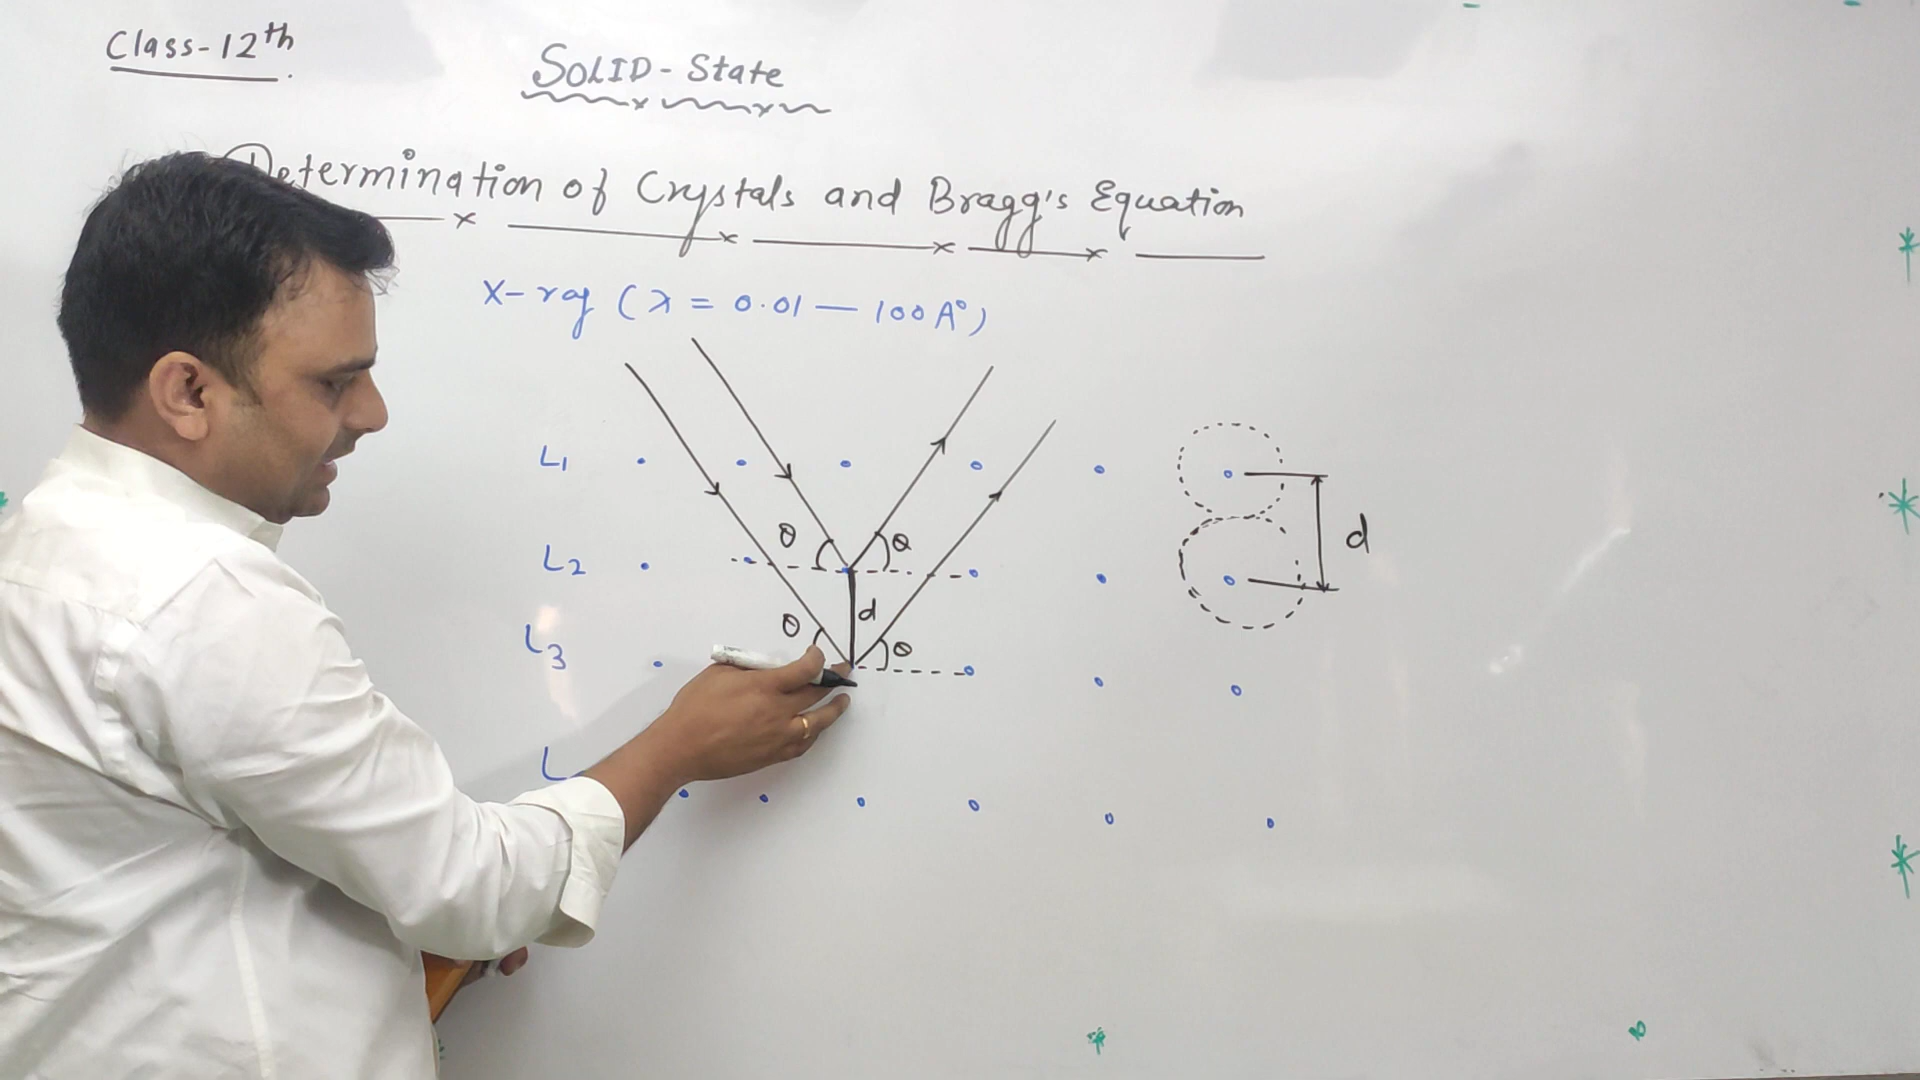 Class-12th
SOLID-State
Determination of Crystals and Bragg's Equation
X-ray (λ = 0.01 — 100 A°)
L1
L2
L3
L
θ
θ
θ
θ
d
d